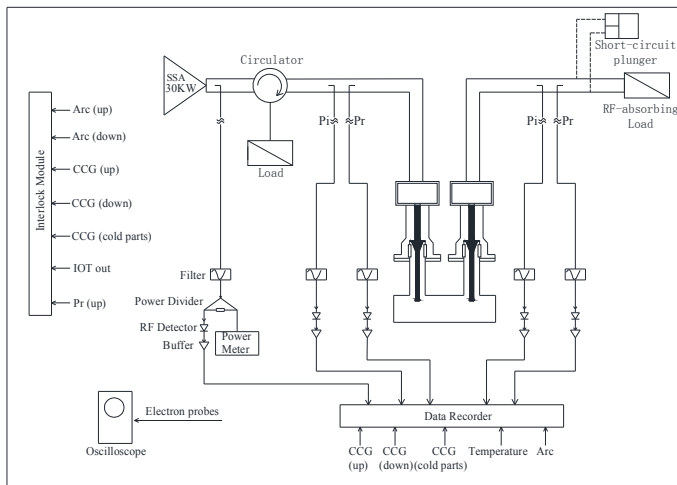 Circulator
SSA
30KW
Short-circuit
plunger
RF-absorbing
Load
Load
Pi
Pr
Pi
Pr
Interlock Module
Arc (up)
Arc (down)
CCG (up)
CCG (down)
CCG (cold parts)
IOT out
Pr (up)
Filter
Power Divider
RF Detector
Buffer
Power
Meter
Electron probes
Oscilloscope
Data Recorder
CCG
(up)
CCG
(down)
CCG
(cold parts)
Temperature
Arc